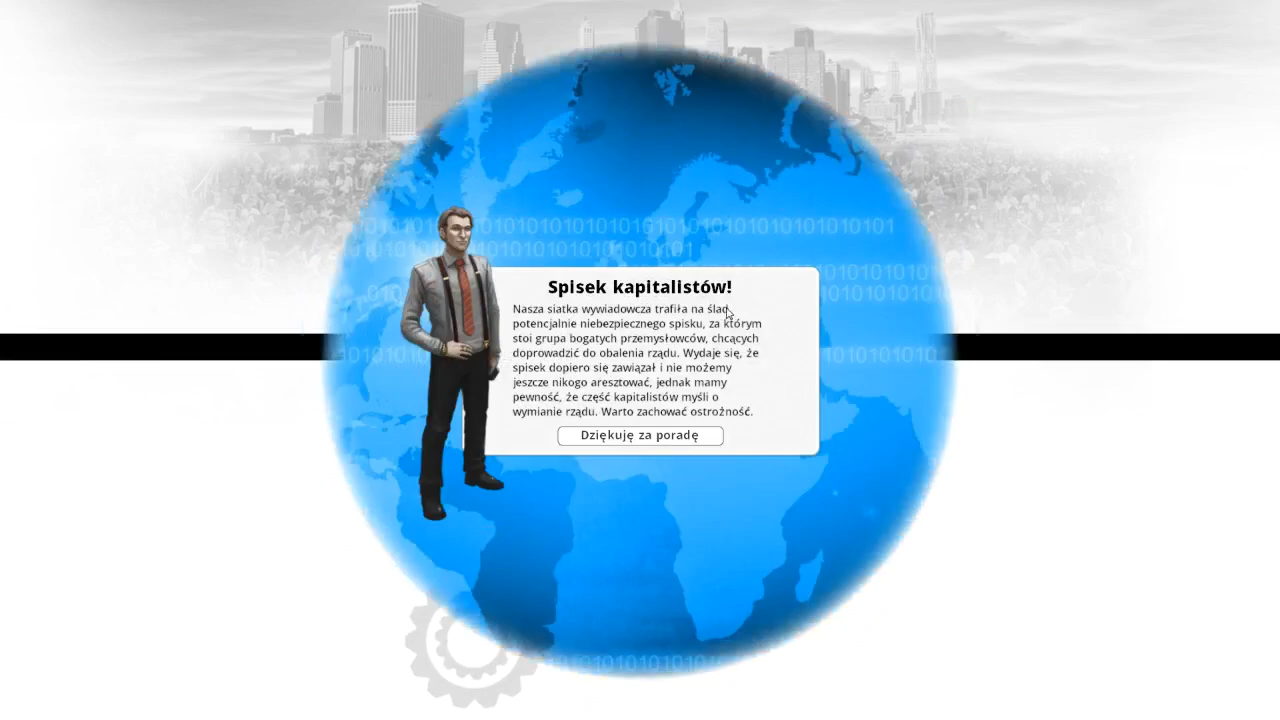 01010101010101010101010101010101010101
010101010101010101010101010101
Spisek kapitalistów!
Nasza siatka wywiadowcza trafiła na ślad
potencjalnie niebezpiecznego spisku, za którym
stoi grupa bogatych przemysłowców, chcących
doprowadzić do obalenia rządu. Wydaje się, że
spisek dopiero się zawiązał i nie możemy
jeszcze nikogo aresztować, jednak mamy
pewność, że część kapitalistów myśli o
wymianie rządu. Warto zachować ostrożność.
Dziękuję za poradę